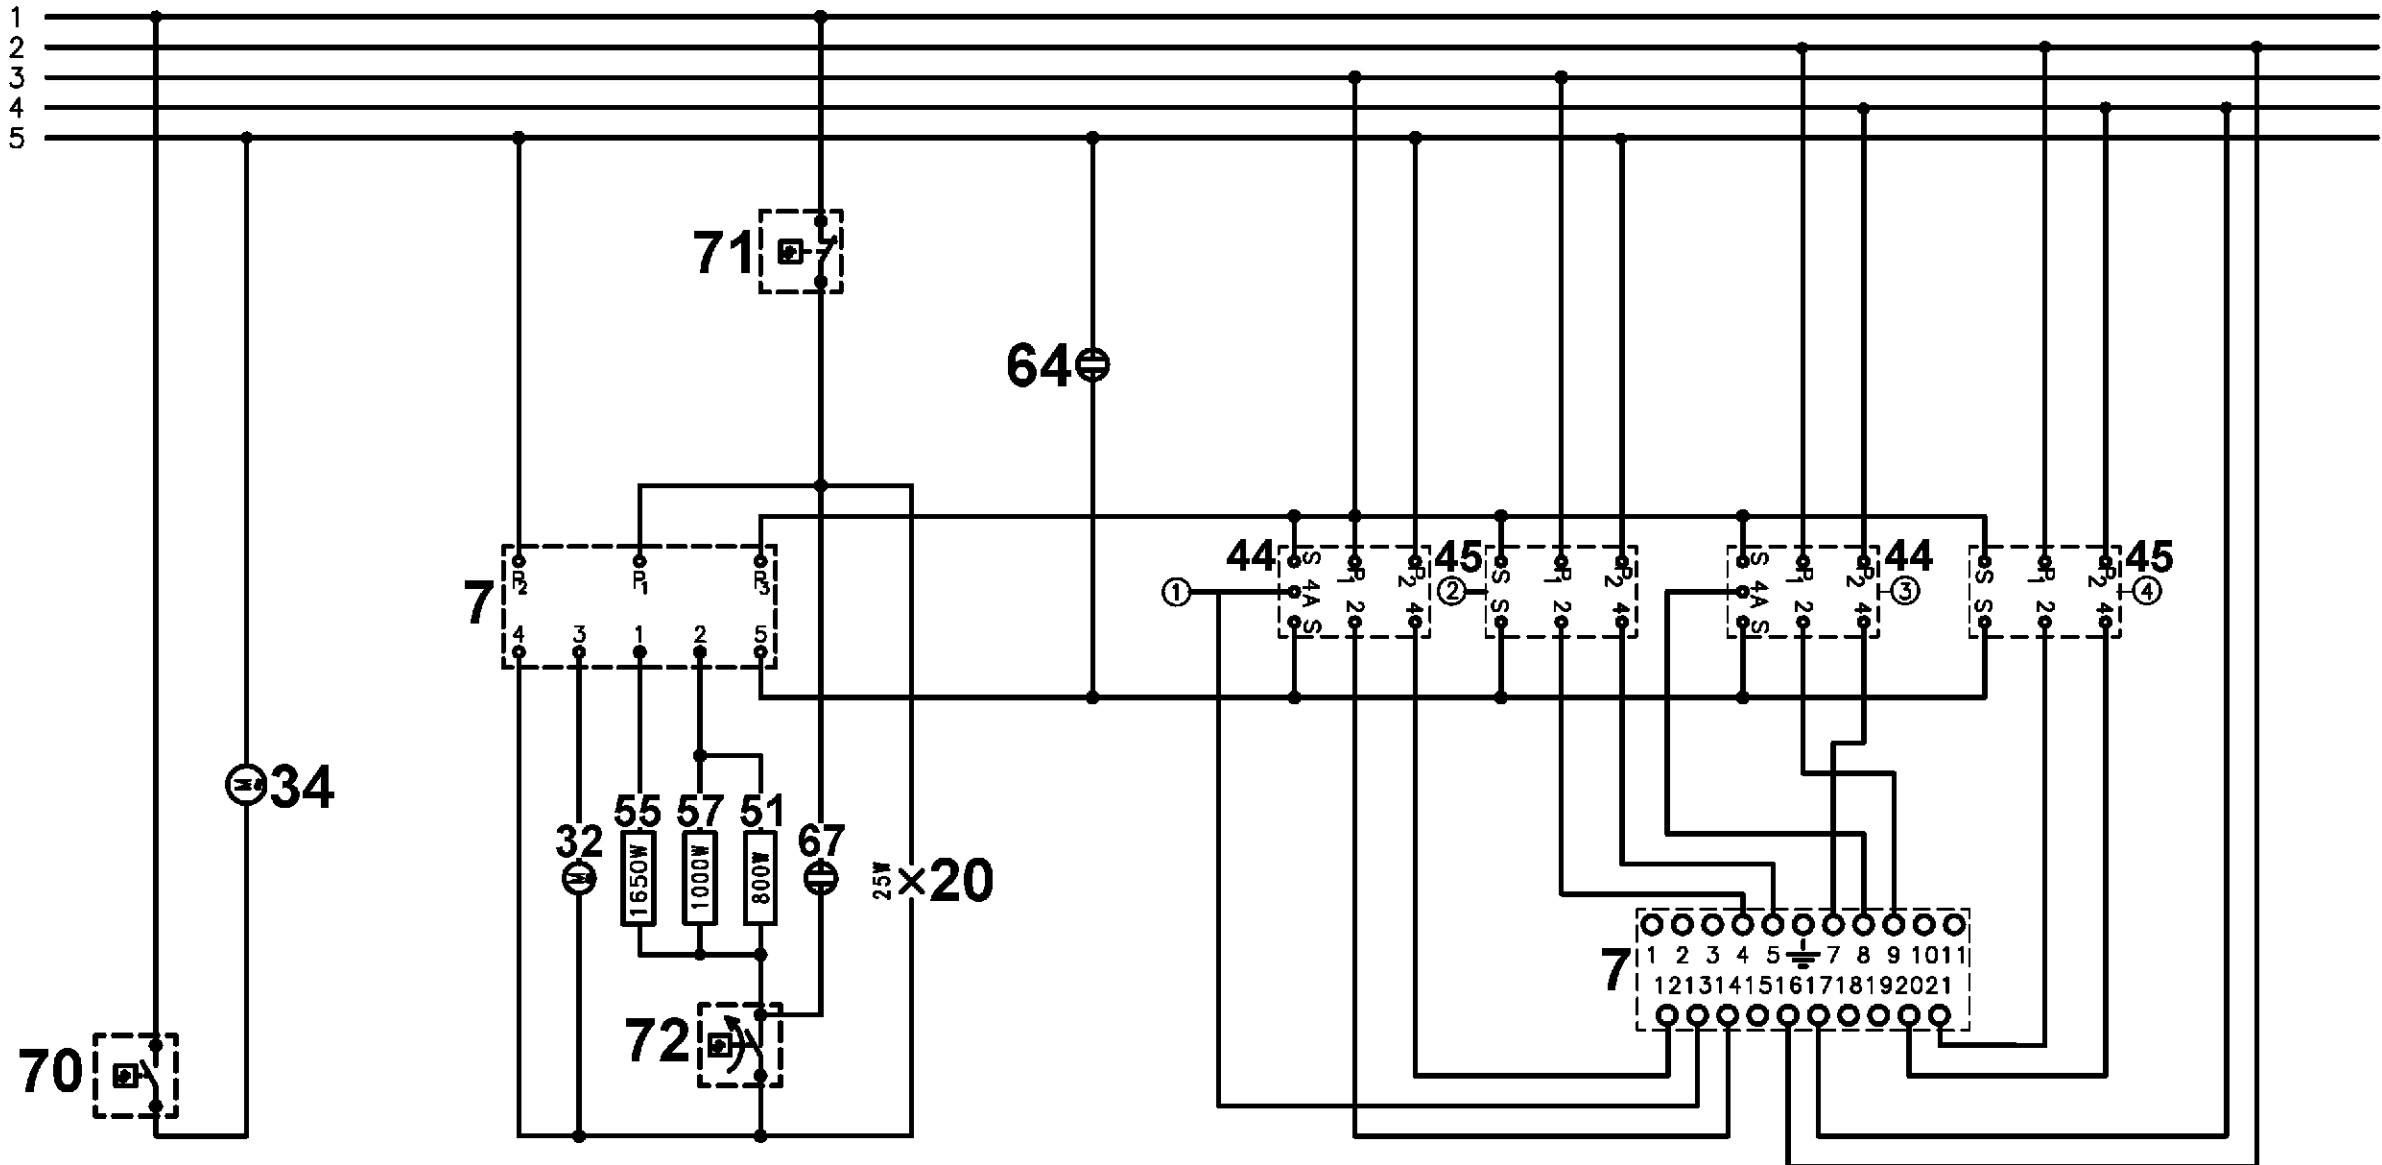 1
2
3
4
5
71
64
7
P2 P1 P3
4 3 1 2 5
44 S P1 P2
1 4A
S 2 4
45 S P1 P2
2
S 2 4
S P1 P2 44
4A 3
S 2 4
S P1 P2 45
4
S 2 4
34
55 57 51
32 67
1650W 1000W 800W
25W 20
7
1 2 3 4 5 7 8 9 10 11
12 13 14 15 16 17 18 19 20 21
72
70